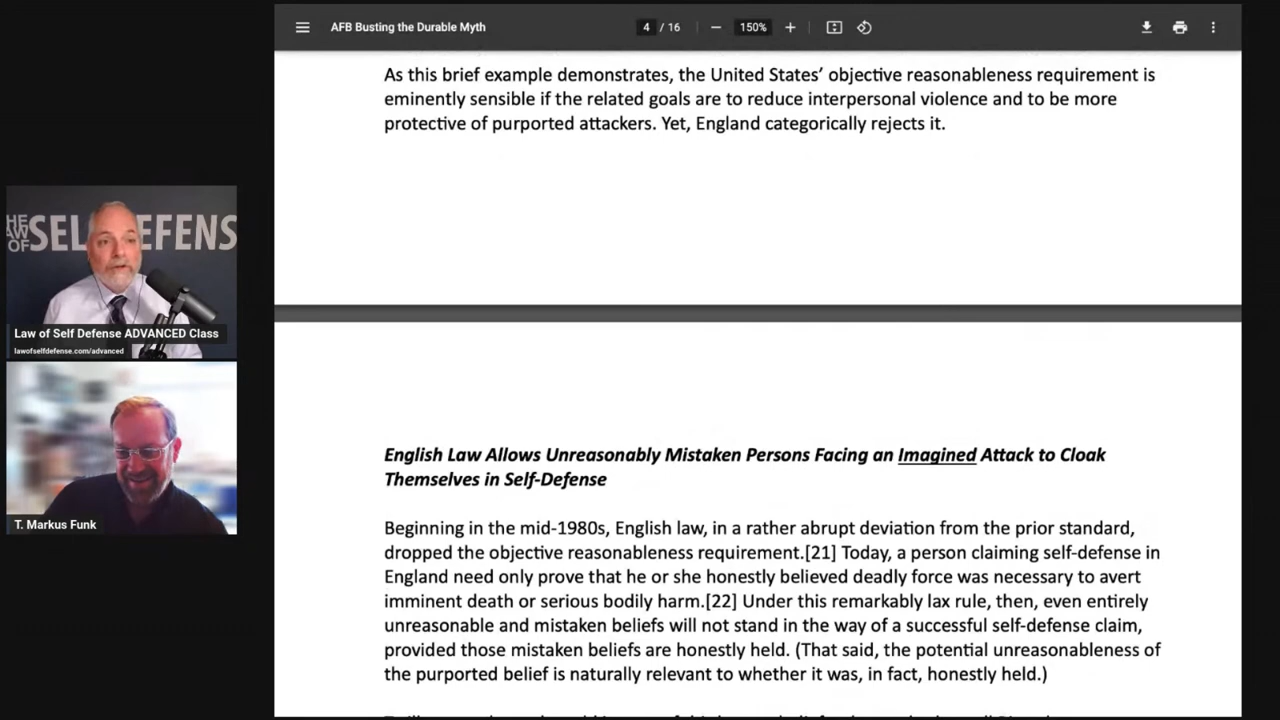 AFB Busting the Durable Myth
4 / 16
150%
As this brief example demonstrates, the United States’ objective reasonableness requirement is
eminently sensible if the related goals are to reduce interpersonal violence and to be more
protective of purported attackers. Yet, England categorically rejects it.
HE
AW
OF
SEL EFENS
Law of Self Defense ADVANCED Class
lawofselfdefense.com/advanced
T. Markus Funk
English Law Allows Unreasonably Mistaken Persons Facing an Imagined Attack to Cloak
Themselves in Self-Defense
Beginning in the mid-1980s, English law, in a rather abrupt deviation from the prior standard,
dropped the objective reasonableness requirement.[21] Today, a person claiming self-defense in
England need only prove that he or she honestly believed deadly force was necessary to avert
imminent death or serious bodily harm.[22] Under this remarkably lax rule, then, even entirely
unreasonable and mistaken beliefs will not stand in the way of a successful self-defense claim,
provided those mistaken beliefs are honestly held. (That said, the potential unreasonableness of
the purported belief is naturally relevant to whether it was, in fact, honestly held.)